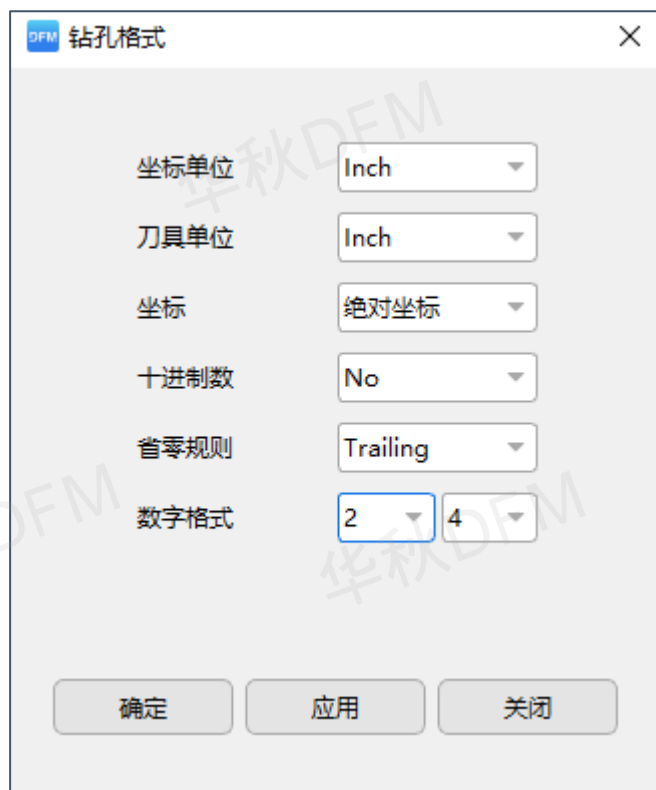 DFM 钻孔格式
华秋DFM
坐标单位 Inch
刀具单位 Inch
坐标 绝对坐标
十进制数 No
省零规则 Trailing
数字格式 2 4
DFM
华秋DFM
确定 应用 关闭